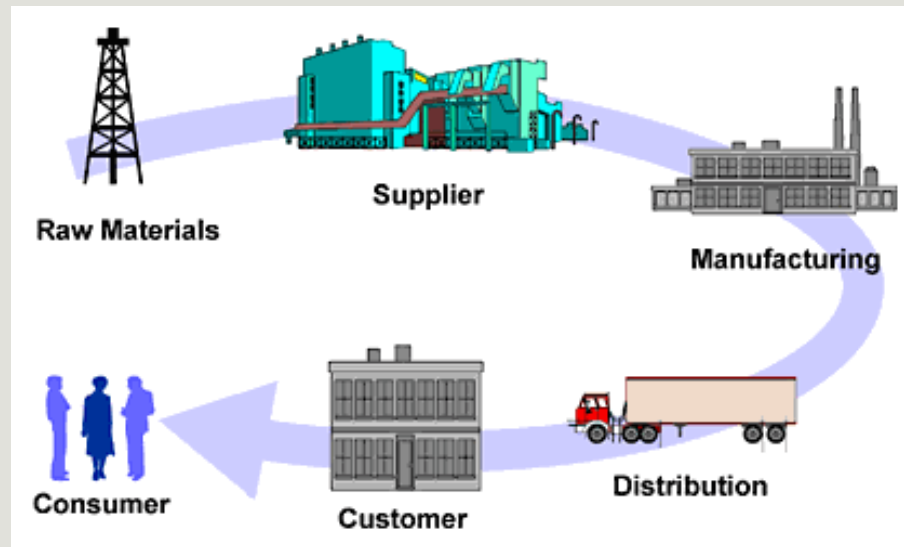 Raw Materials
Supplier
Manufacturing
Distribution
Customer
Consumer